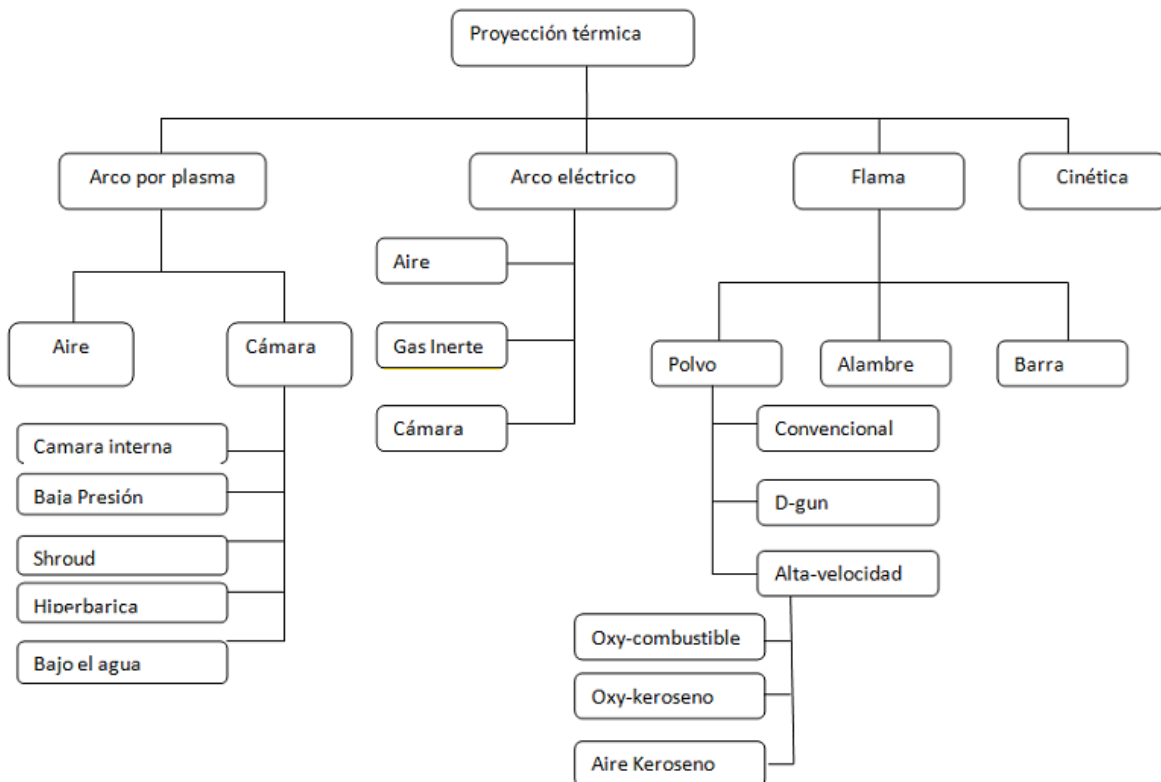 Proyección térmica
Arco por plasma
Arco eléctrico
Flama
Cinética
Aire
Cámara
Camara interna
Baja Presión
Shroud
Hiperbarica
Bajo el agua
Aire
Gas Inerte
Cámara
Polvo
Alambre
Barra
Convencional
D-gun
Alta-velocidad
Oxy-combustible
Oxy-keroseno
Aire Keroseno